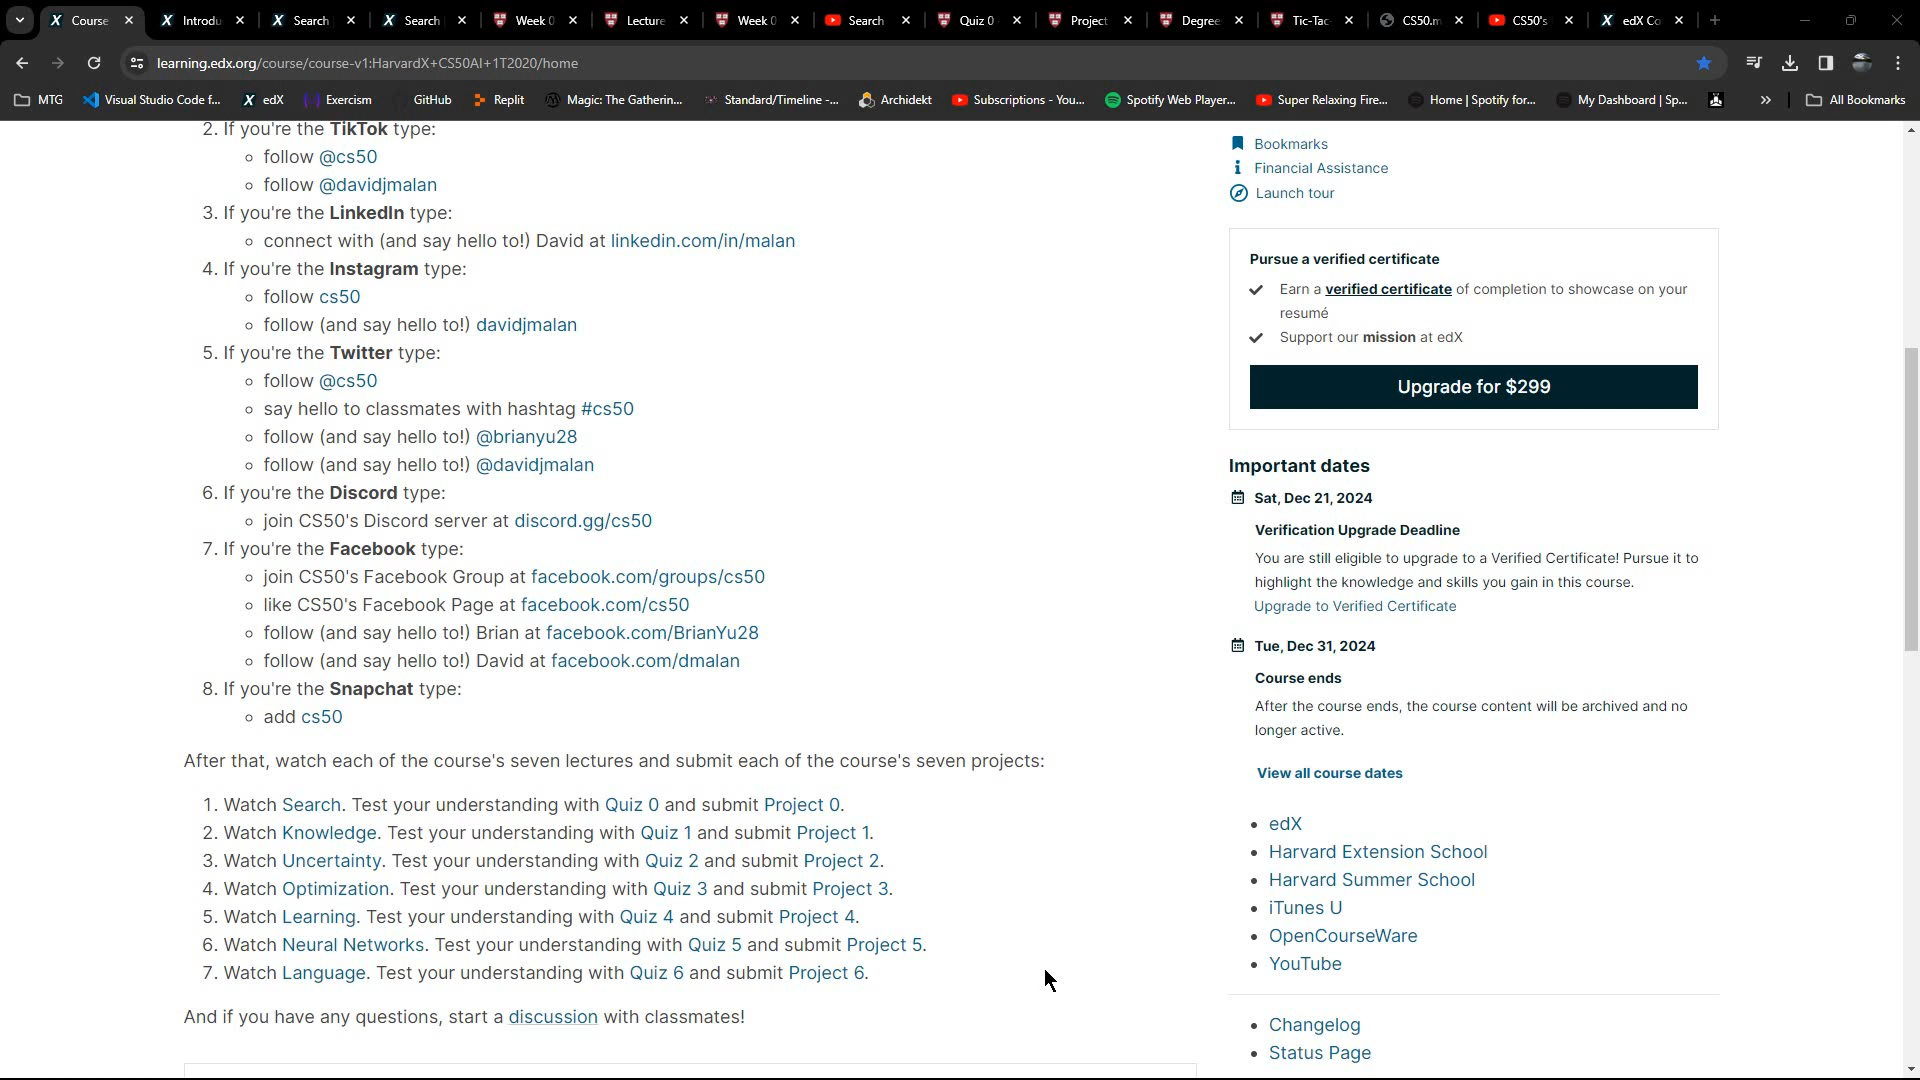 Course
Introdu
Search
Search
Week 0
Lecture
Week 0
Search
Quiz 0
Project
Degree
Tic-Tac
CS50.m
CS50's
edX Co
learning.edx.org/course/course-v1:HarvardX+CS50AI+1T2020/home
MTG
Visual Studio Code f...
edX
Exercism
GitHub
Replit
Magic: The Gatherin...
Standard/Timeline -...
Archidekt
Subscriptions - You...
Spotify Web Player...
Super Relaxing Fire...
Home | Spotify for...
My Dashboard | Sp...
All Bookmarks
2. If you're the TikTok type:
follow @cs50
follow @davidjmalan
3. If you're the LinkedIn type:
connect with (and say hello to!) David at linkedin.com/in/malan
4. If you're the Instagram type:
follow cs50
follow (and say hello to!) davidjmalan
5. If you're the Twitter type:
follow @cs50
say hello to classmates with hashtag #cs50
follow (and say hello to!) @brianyu28
follow (and say hello to!) @davidjmalan
6. If you're the Discord type:
join CS50's Discord server at discord.gg/cs50
7. If you're the Facebook type:
join CS50's Facebook Group at facebook.com/groups/cs50
like CS50's Facebook Page at facebook.com/cs50
follow (and say hello to!) Brian at facebook.com/BrianYu28
follow (and say hello to!) David at facebook.com/dmalan
8. If you're the Snapchat type:
add cs50
After that, watch each of the course's seven lectures and submit each of the course's seven projects:
1. Watch Search. Test your understanding with Quiz 0 and submit Project 0.
2. Watch Knowledge. Test your understanding with Quiz 1 and submit Project 1.
3. Watch Uncertainty. Test your understanding with Quiz 2 and submit Project 2.
4. Watch Optimization. Test your understanding with Quiz 3 and submit Project 3.
5. Watch Learning. Test your understanding with Quiz 4 and submit Project 4.
6. Watch Neural Networks. Test your understanding with Quiz 5 and submit Project 5.
7. Watch Language. Test your understanding with Quiz 6 and submit Project 6.
And if you have any questions, start a discussion with classmates!
Bookmarks
Financial Assistance
Launch tour
Pursue a verified certificate
Earn a verified certificate of completion to showcase on your
resumé
Support our mission at edX
Upgrade for $299
Important dates
Sat, Dec 21, 2024
Verification Upgrade Deadline
You are still eligible to upgrade to a Verified Certificate! Pursue it to
highlight the knowledge and skills you gain in this course.
Upgrade to Verified Certificate
Tue, Dec 31, 2024
Course ends
After the course ends, the course content will be archived and no
longer active.
View all course dates
edX
Harvard Extension School
Harvard Summer School
iTunes U
OpenCourseWare
YouTube
Changelog
Status Page